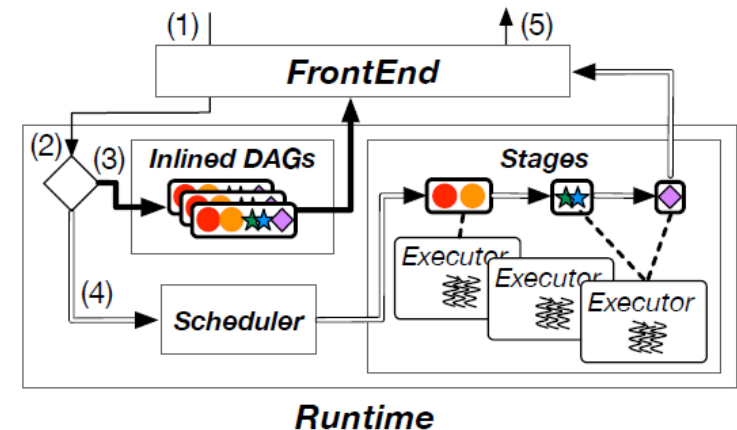 (1)
(5)
FrontEnd
(2)
(3)
Inlined DAGs
Stages
(4)
Scheduler
Executor
Executor
Executor
Runtime